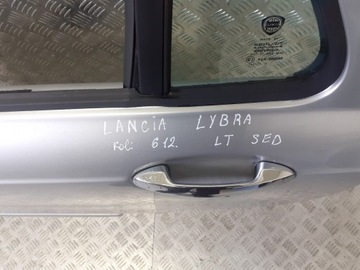 LANCIA LYBRA
KOL: 612. LT SED